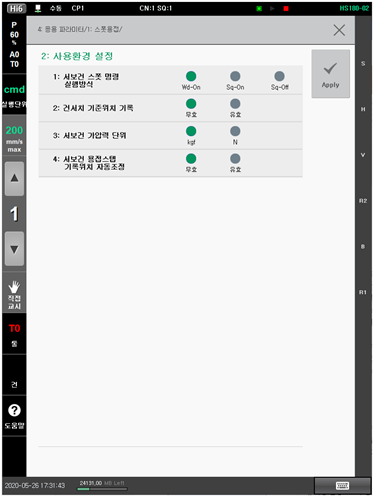 Hi6 수동 CP1 CN:1 SQ:1 HS180-02
P
60
%
A0
T0
cmd
실행단위
200
mm/s
max
1
직접
교시
T0
툴
건
도움말
4: 응용 파라미터/1: 스폿용접/
2: 사용환경 설정
Apply
1: 서보건 스폿 명령
실행방식
Wd-On Sq-On Sq-Off
2: 건서치 기준위치 기록
무효 유효
3: 서보건 가압력 단위
kgf N
4: 서보건 용접스텝
기록위치 자동조정
무효 유효
S
H
V
R2
B
R1
2020-05-26 17:31:43 24131.00 MB Left